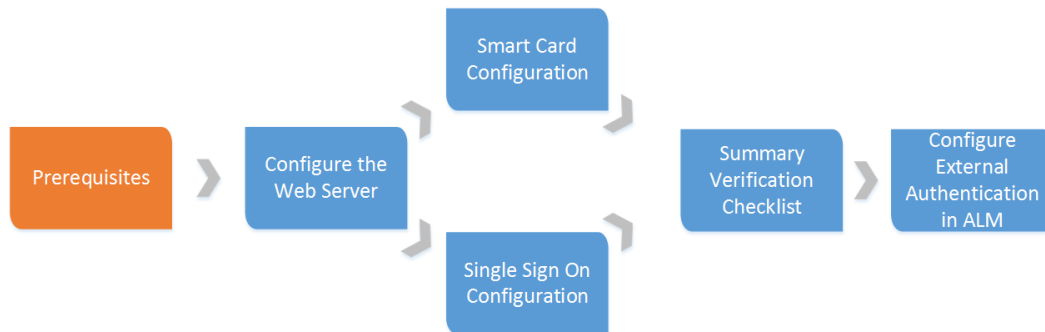 Prerequisites
Configure the
Web Server
Smart Card
Configuration
Single Sign On
Configuration
Summary
Verification
Checklist
Configure
External
Authentication
in ALM